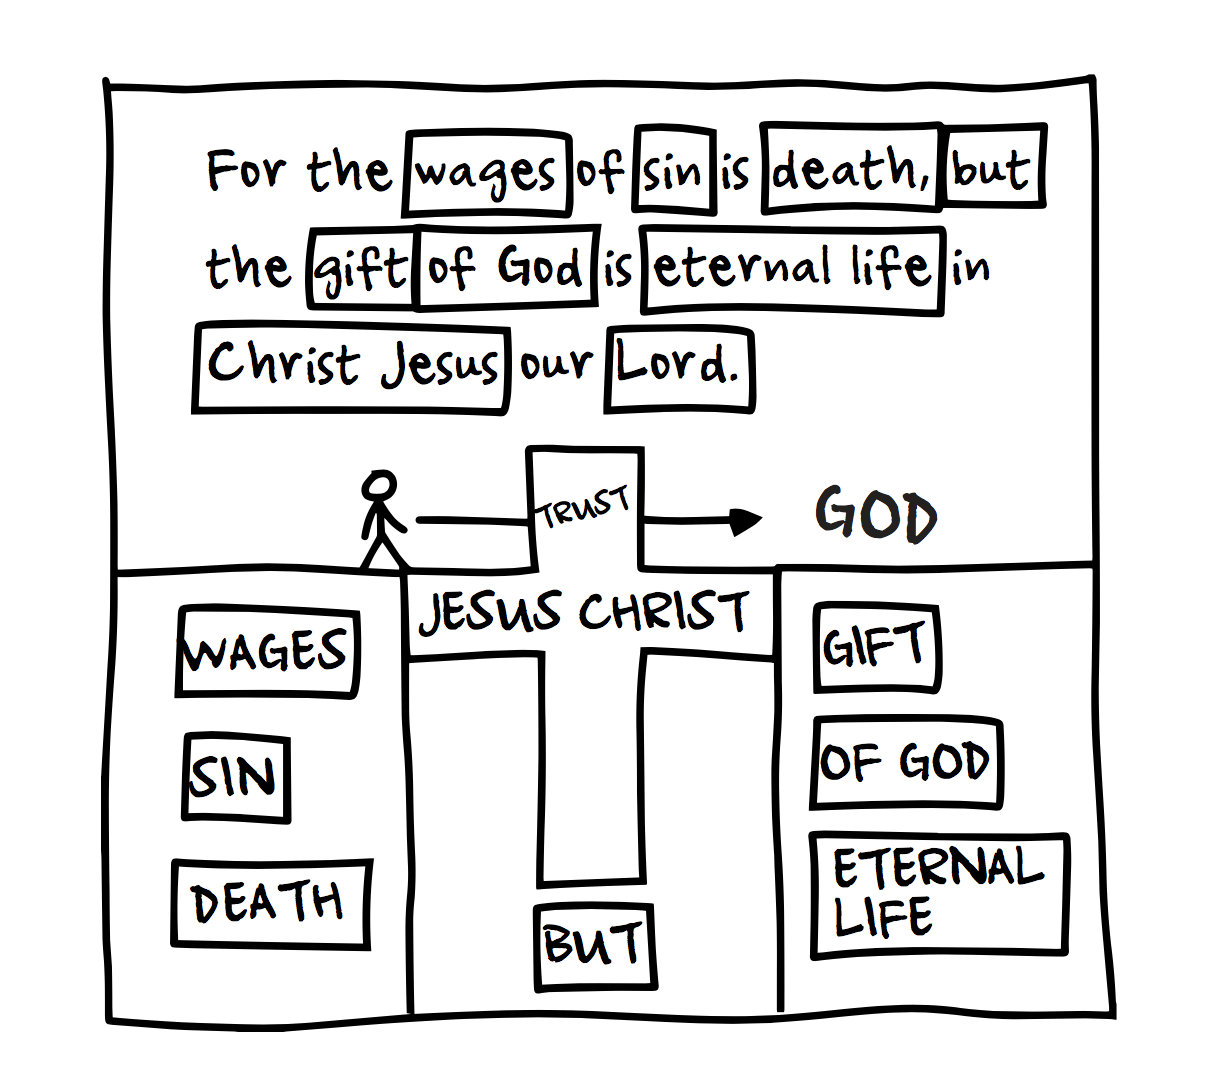 For the wages of sin is death, but
the gift of God is eternal life in
Christ Jesus our Lord.
TRUST
GOD
JESUS CHRIST
WAGES
SIN
DEATH
BUT
GIFT
OF GOD
ETERNAL
LIFE